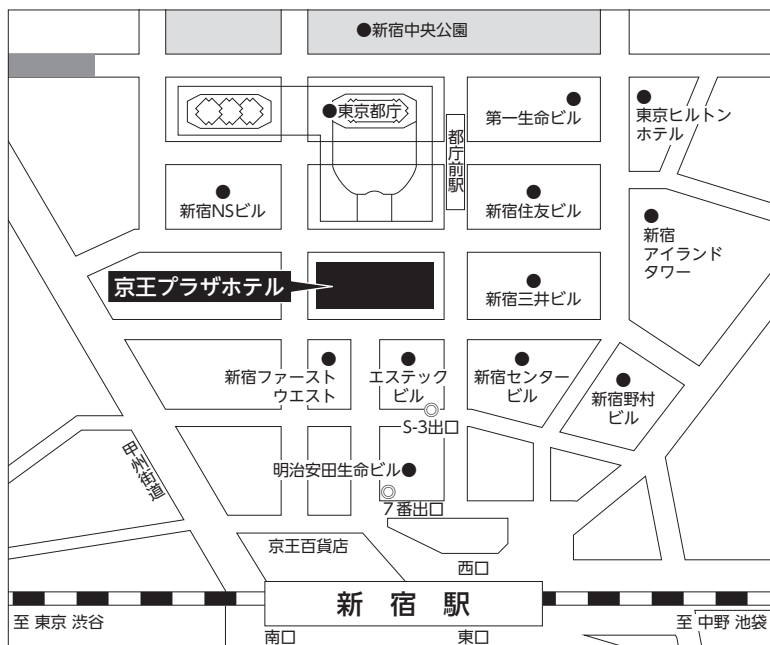 ●新宿中央公園
●東京都庁
第一生命ビル
東京ヒルトン
ホテル
都庁前駅
新宿NSビル
新宿住友ビル
新宿
アイランド
タワー
京王プラザホテル
新宿三井ビル
新宿ファースト
ウエスト
エステック
ビル
新宿センター
ビル
新宿野村
ビル
S-3出口
甲州街道
明治安田生命ビル
7番出口
京王百貨店
西口
新宿駅
至 東京 渋谷
至 中野 池袋
南口
東口